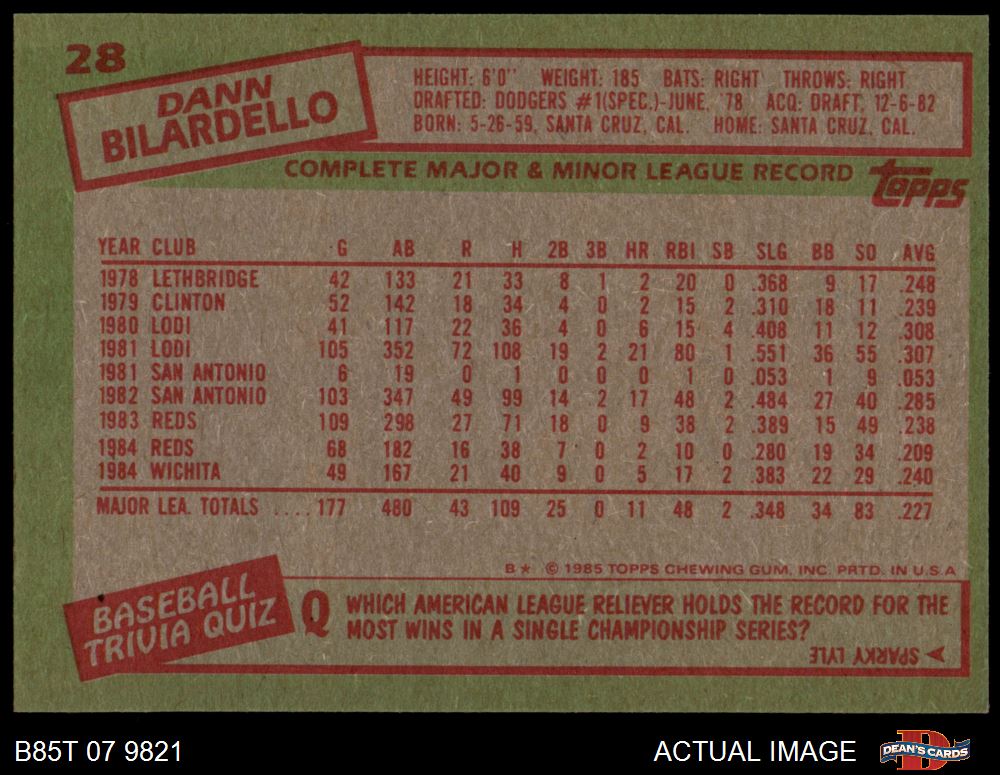 28
DANN
BILARDELLO
HEIGHT: 6'0" WEIGHT: 185 BATS: RIGHT THROWS: RIGHT
DRAFTED: DODGERS #1(SPEC.)-JUNE, '78 ACQ: DRAFT, 12-6-82
BORN: 5-26-59, SANTA CRUZ, CAL. HOME: SANTA CRUZ, CAL.
COMPLETE MAJOR & MINOR LEAGUE RECORD
topps
YEAR CLUB G AB R H 2B 3B HR RBI SB SLG BB SO AVG
1978 LETHBRIDGE 42 133 21 33 8 1 2 20 0 .368 9 17 .248
1979 CLINTON 52 142 18 34 4 0 2 15 2 .310 18 11 .239
1980 LODI 41 117 22 36 4 0 6 15 4 .408 11 12 .308
1981 LODI 105 352 72 108 19 2 21 80 1 .551 36 55 .307
1981 SAN ANTONIO 6 19 0 1 0 0 0 1 0 .053 1 9 .053
1982 SAN ANTONIO 103 347 49 99 14 2 17 48 2 .484 27 40 .285
1983 REDS 109 298 27 71 18 0 9 38 2 .389 15 49 .238
1984 REDS 68 182 16 38 7 0 2 10 0 .280 19 34 .209
1984 WICHITA 49 167 21 40 9 0 5 17 2 .383 22 29 .240
MAJOR LEA. TOTALS .... 177 480 43 109 25 0 11 48 2 .348 34 83 .227
B* © 1985 TOPPS CHEWING GUM, INC. PRTD. IN U.S.A
BASEBALL
TRIVIA QUIZ
Q WHICH AMERICAN LEAGUE RELIEVER HOLDS THE RECORD FOR THE
MOST WINS IN A SINGLE CHAMPIONSHIP SERIES?
SPARKY LYLE
B85T 07 9821
ACTUAL IMAGE
DEAN'S CARDS